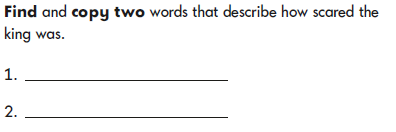 Find and copy two words that describe how scared the
king was.
1.
2.